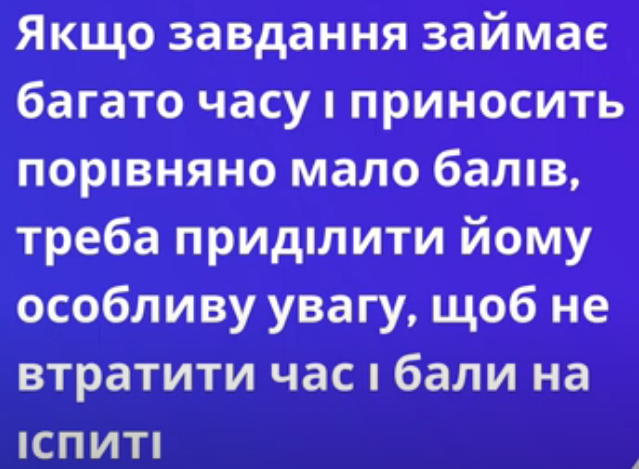 Якщо завдання займає
багато часу і приносить
порівняно мало балів,
треба приділити йому
особливу увагу, щоб не
втратити час і бали на
іспиті